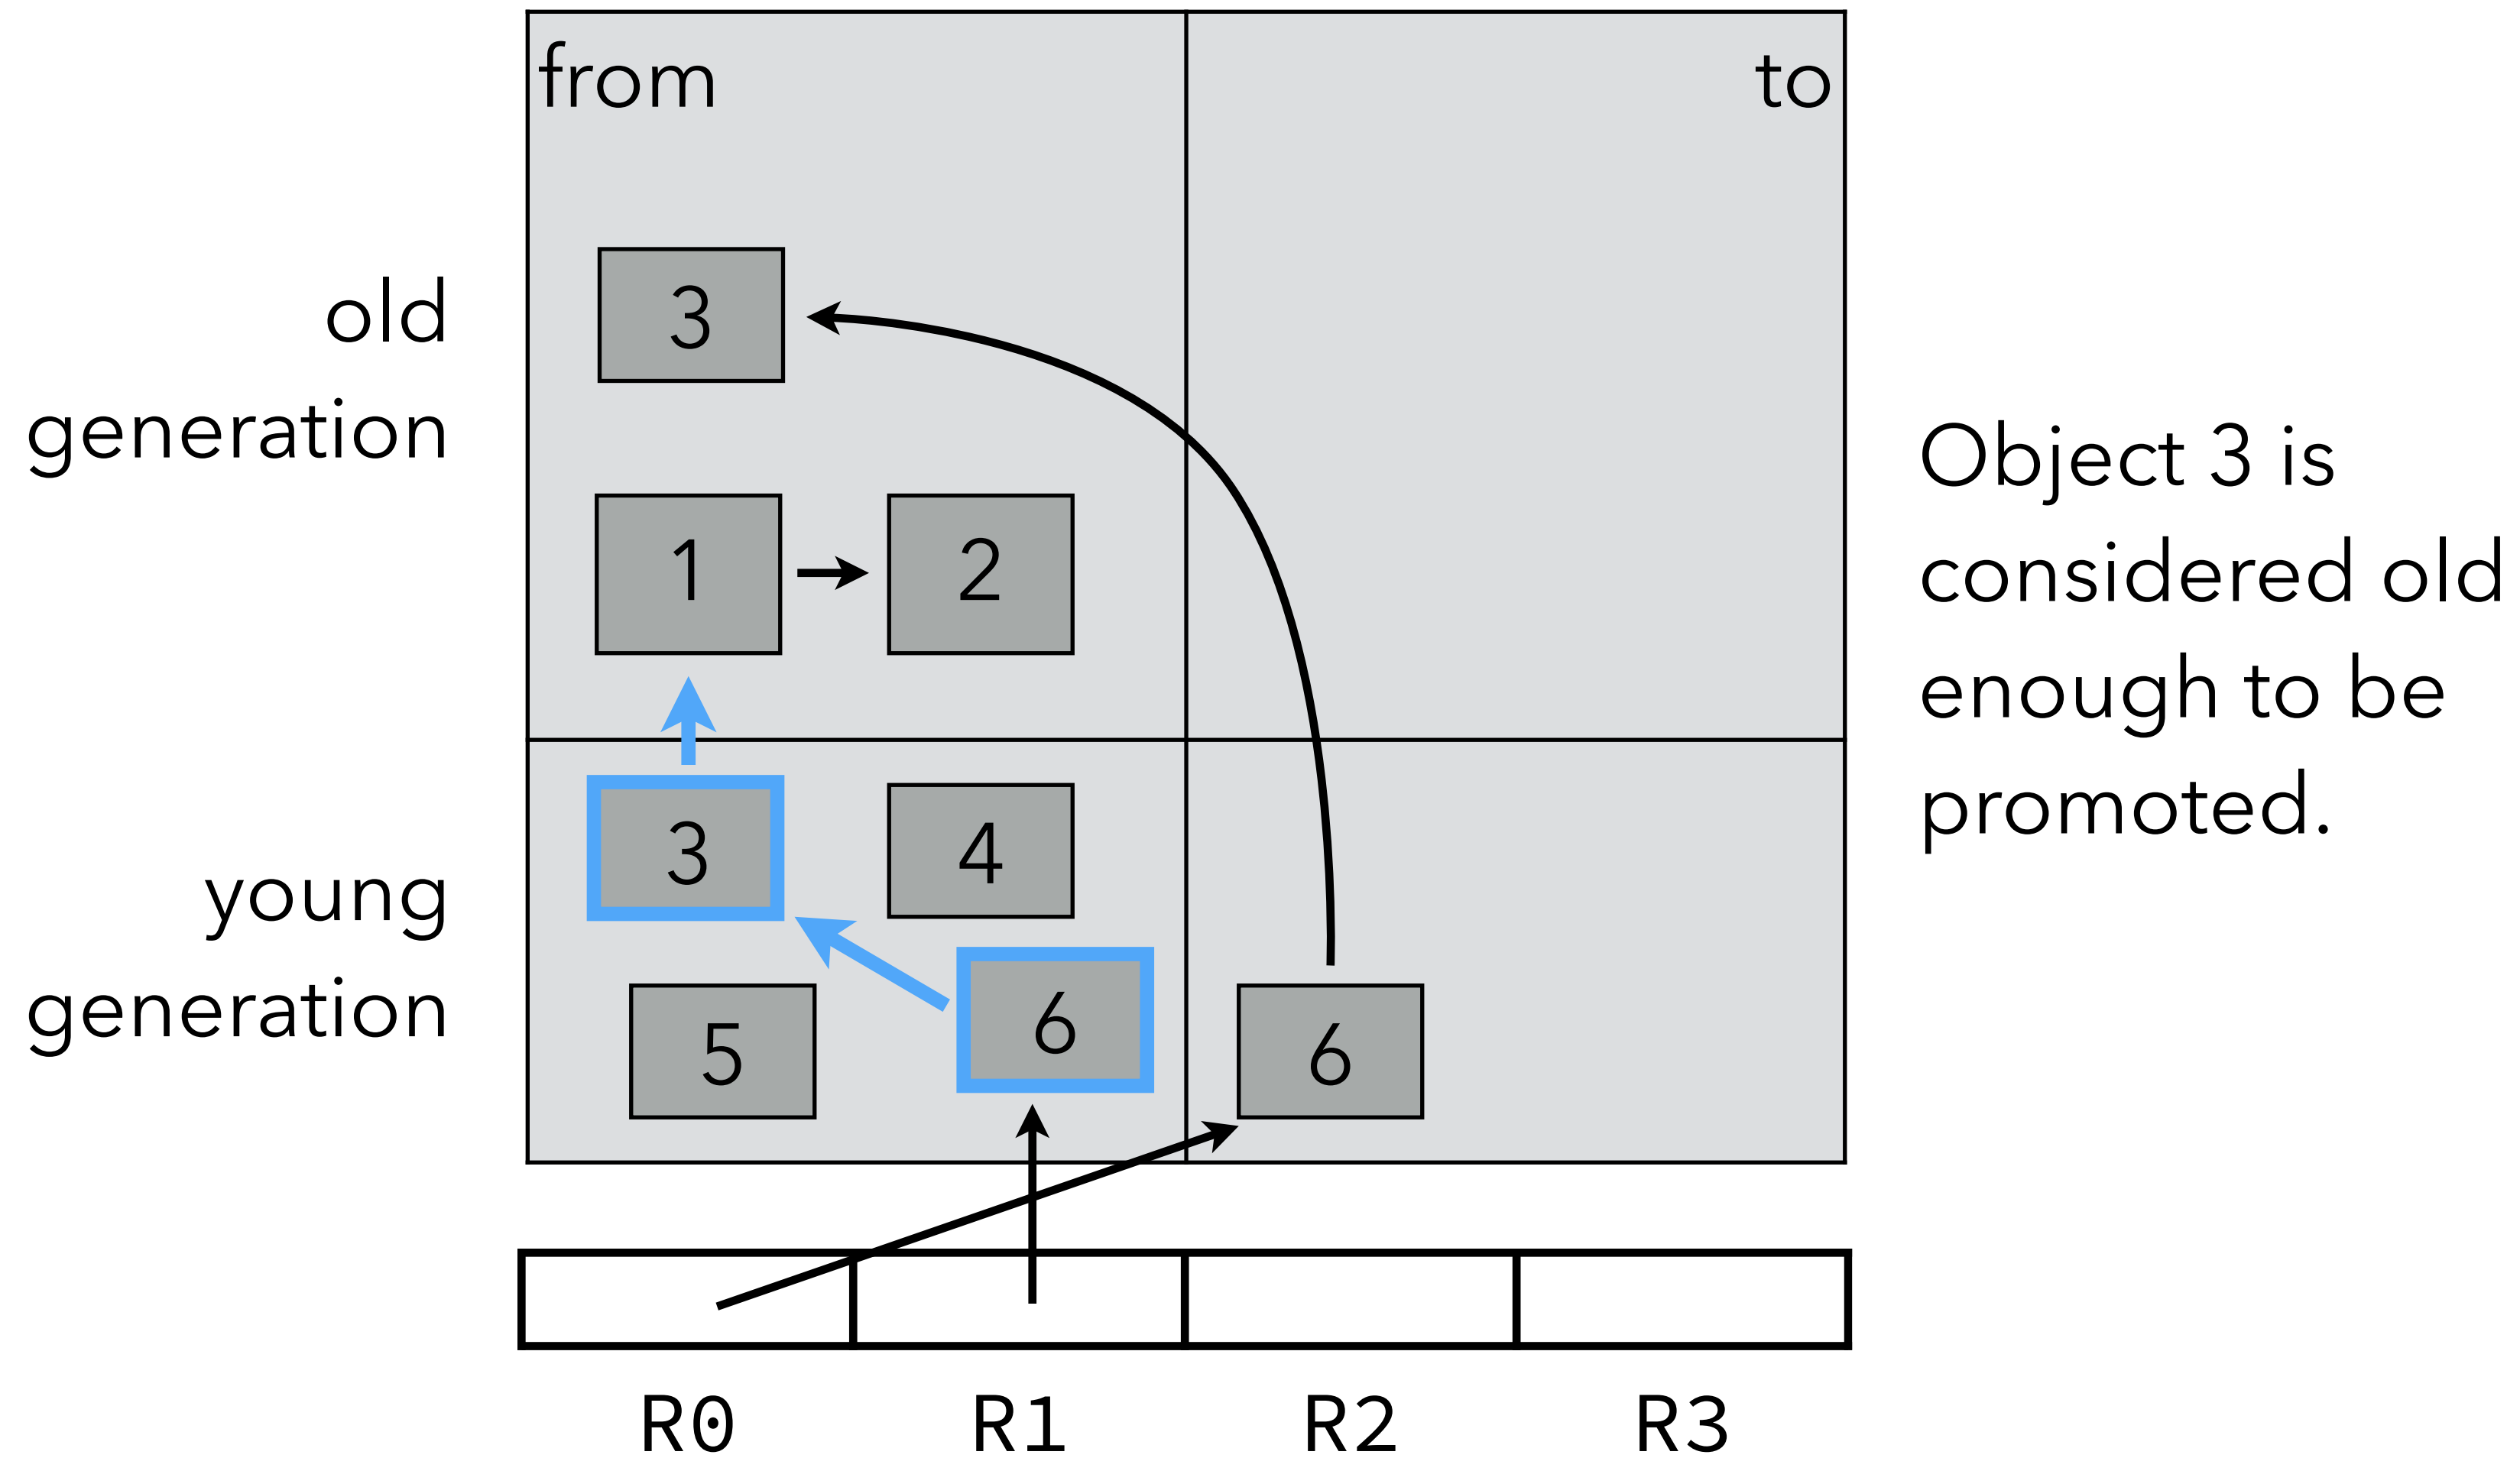 from
to
old
generation
3
1
2
Object 3 is
considered old
enough to be
promoted.
young
generation
3
4
5
6
6
R0
R1
R2
R3